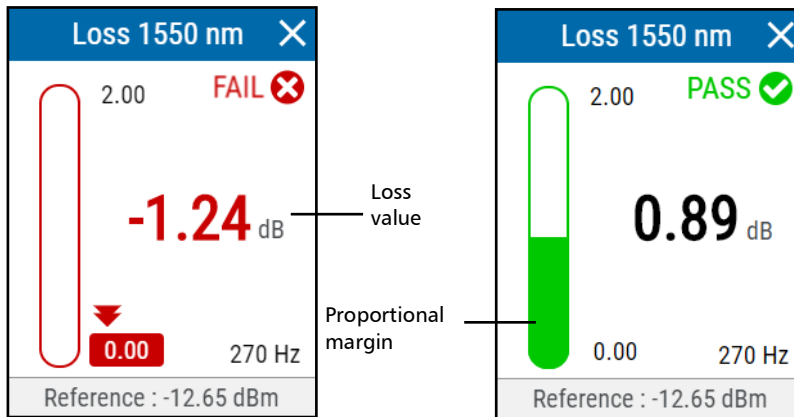 Loss 1550 nm
2.00
FAIL
-1.24 dB
0.00
270 Hz
Reference : -12.65 dBm
Loss
value
Proportional
margin
Loss 1550 nm
2.00
PASS
0.89 dB
0.00
270 Hz
Reference : -12.65 dBm